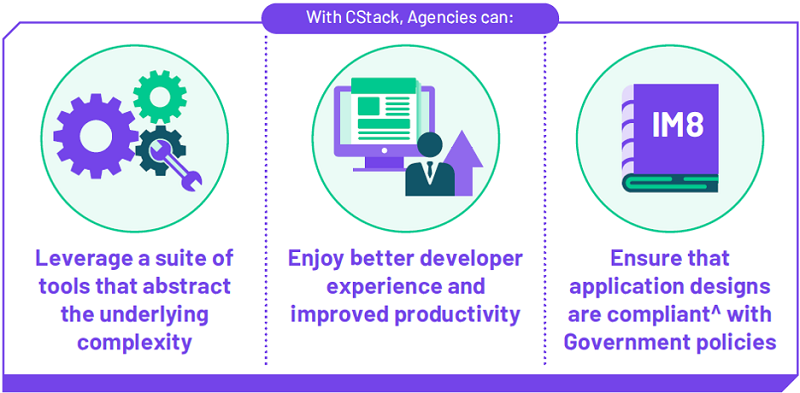 With CStack, Agencies can:
IM8
Leverage a suite of
tools that abstract
the underlying
complexity
Enjoy better developer
experience and
improved productivity
Ensure that
application designs
are compliant^ with
Government policies